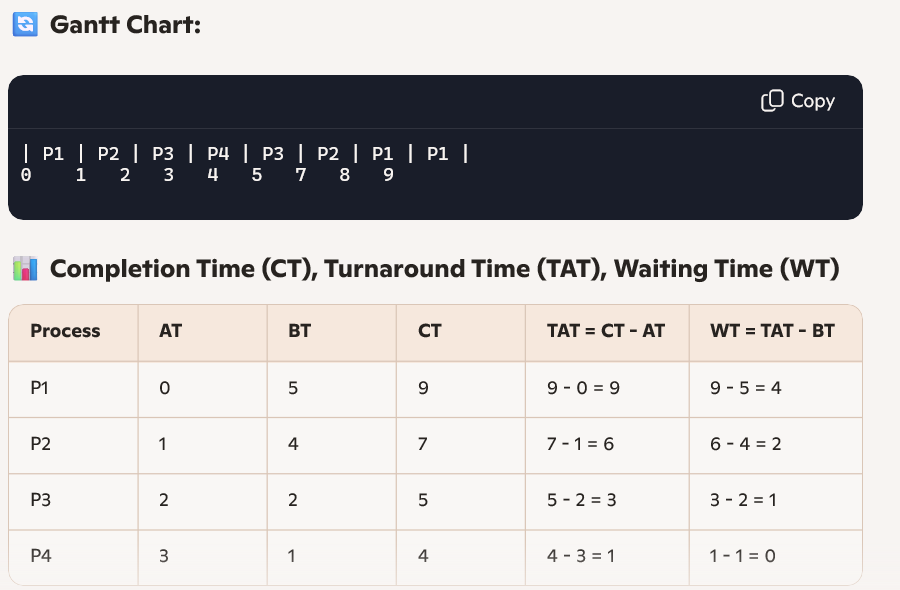 Gantt Chart:
Copy
| P1 | P2 | P3 | P4 | P3 | P2 | P1 | P1 |
0    1   2   3   4   5   7   8   9
Completion Time (CT), Turnaround Time (TAT), Waiting Time (WT)
Process AT BT CT TAT = CT - AT WT = TAT - BT
P1 0 5 9 9 - 0 = 9 9 - 5 = 4
P2 1 4 7 7 - 1 = 6 6 - 4 = 2
P3 2 2 5 5 - 2 = 3 3 - 2 = 1
P4 3 1 4 4 - 3 = 1 1 - 1 = 0